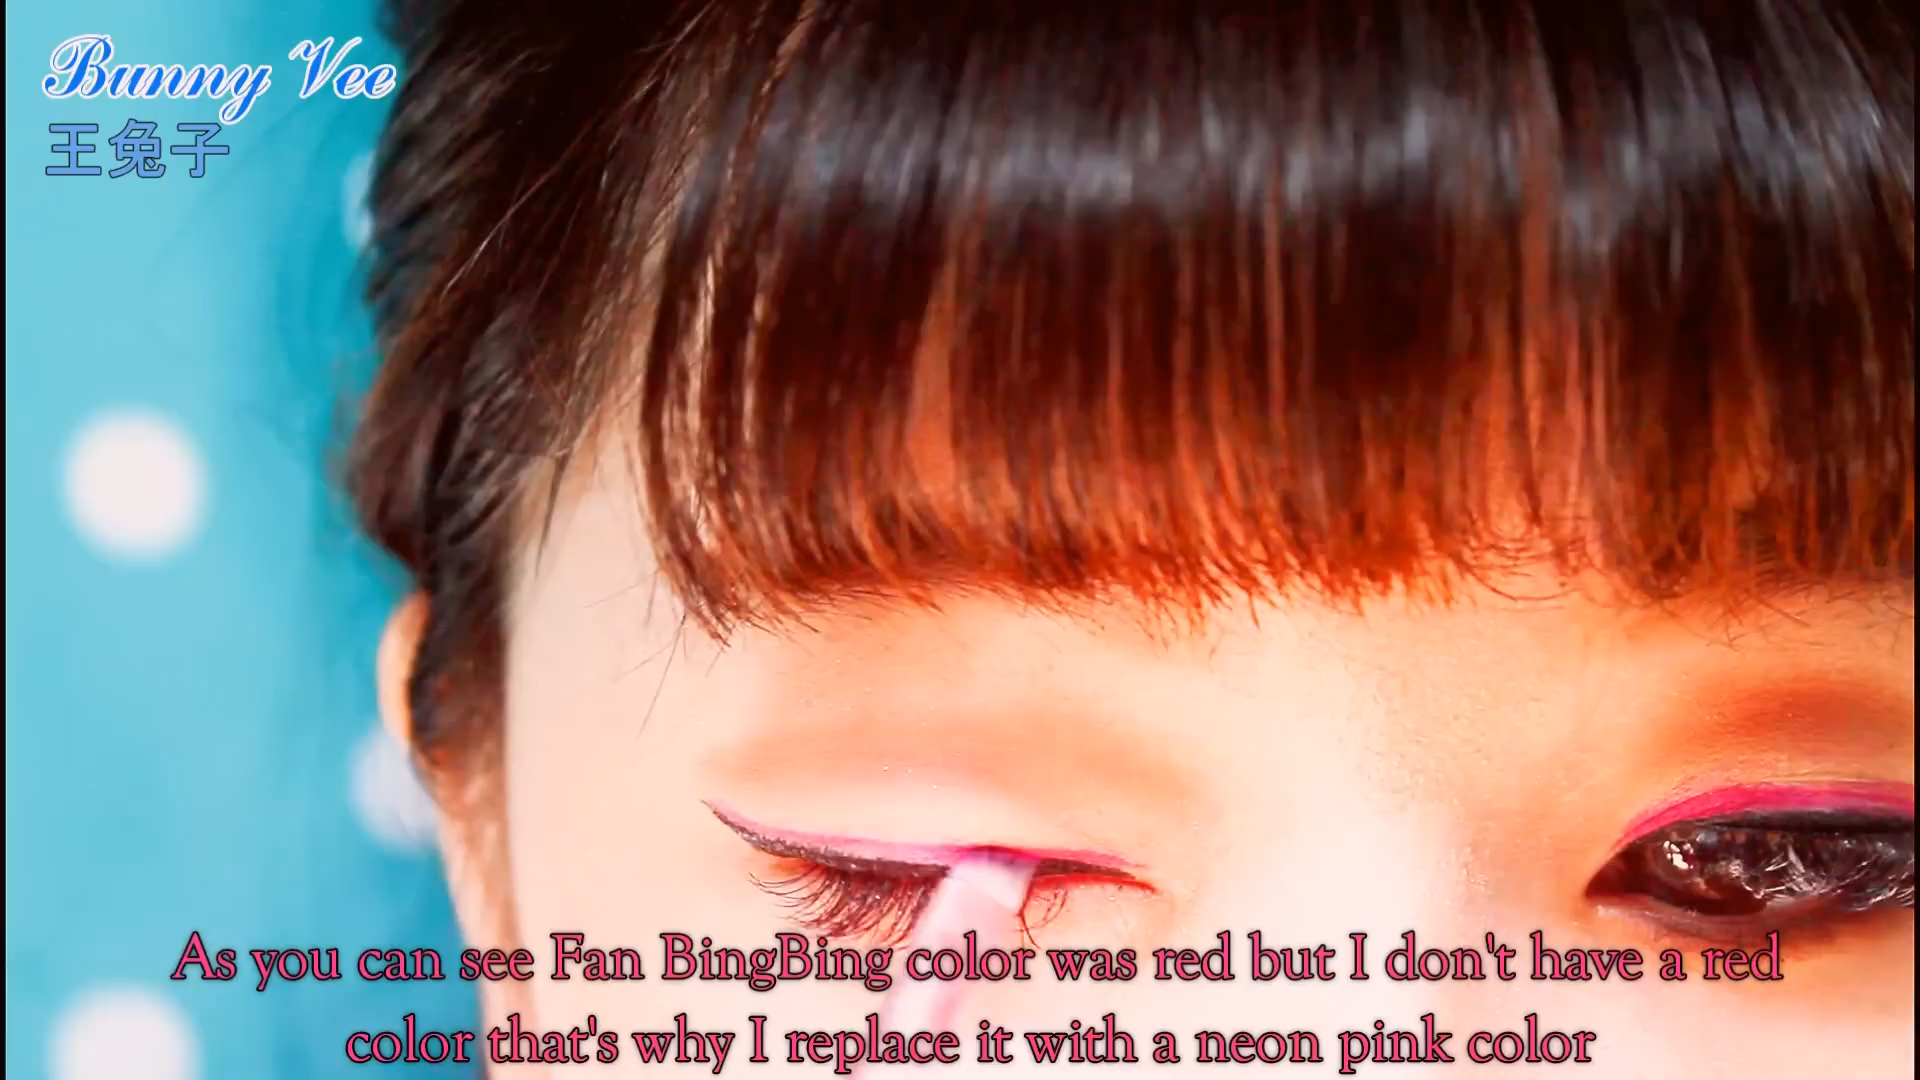 Bunny Vee
王兔子
As you can see Fan BingBing color was red but I don't have a red
color that's why I replace it with a neon pink color